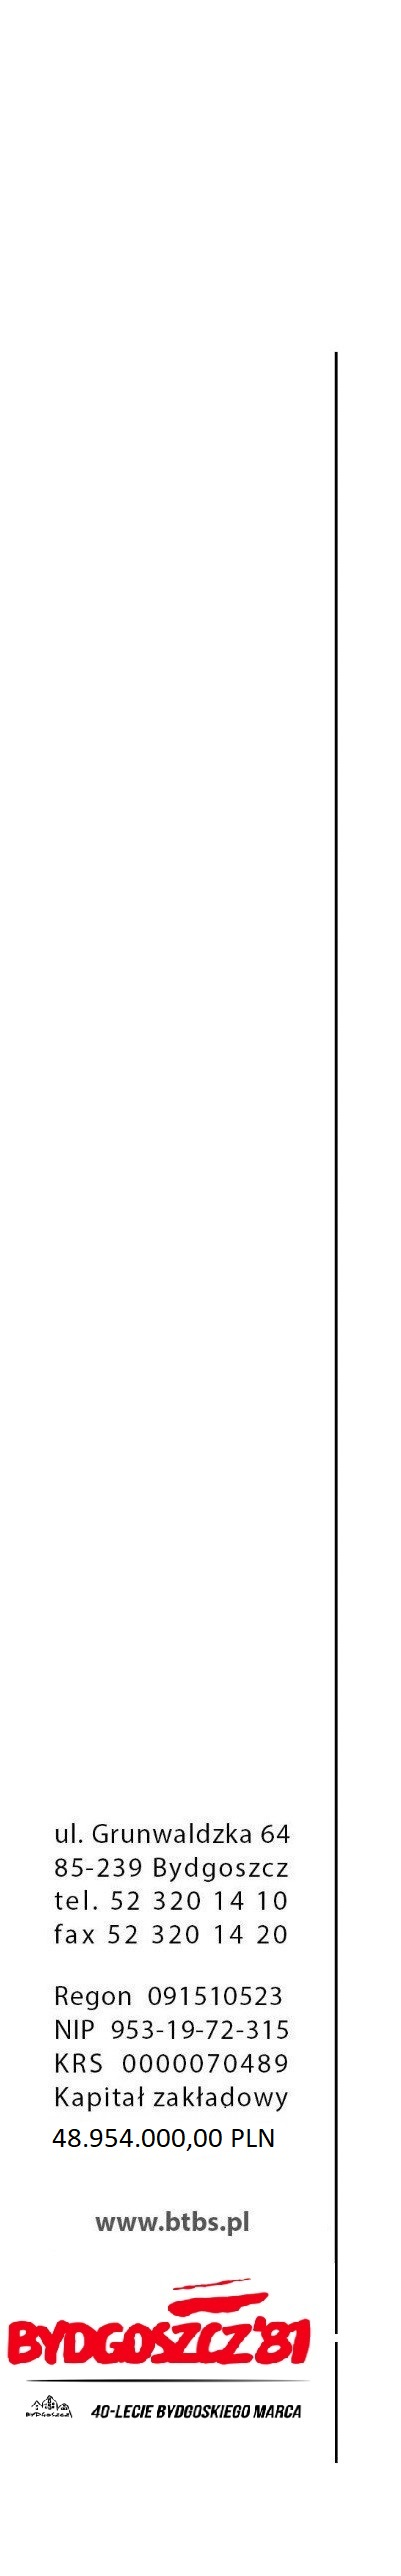 ul. Grunwaldzka 64
85-239 Bydgoszcz
tel. 52 320 14 10
fax 52 320 14 20
Regon 091510523
NIP 953-19-72-315
KRS 0000070489
Kapitał zakładowy
48.954.000,00 PLN
www.btbs.pl
BYDGOSZCZ'81
BYDGOSZCZ
40-LECIE BYDGOSKIEGO MARCA